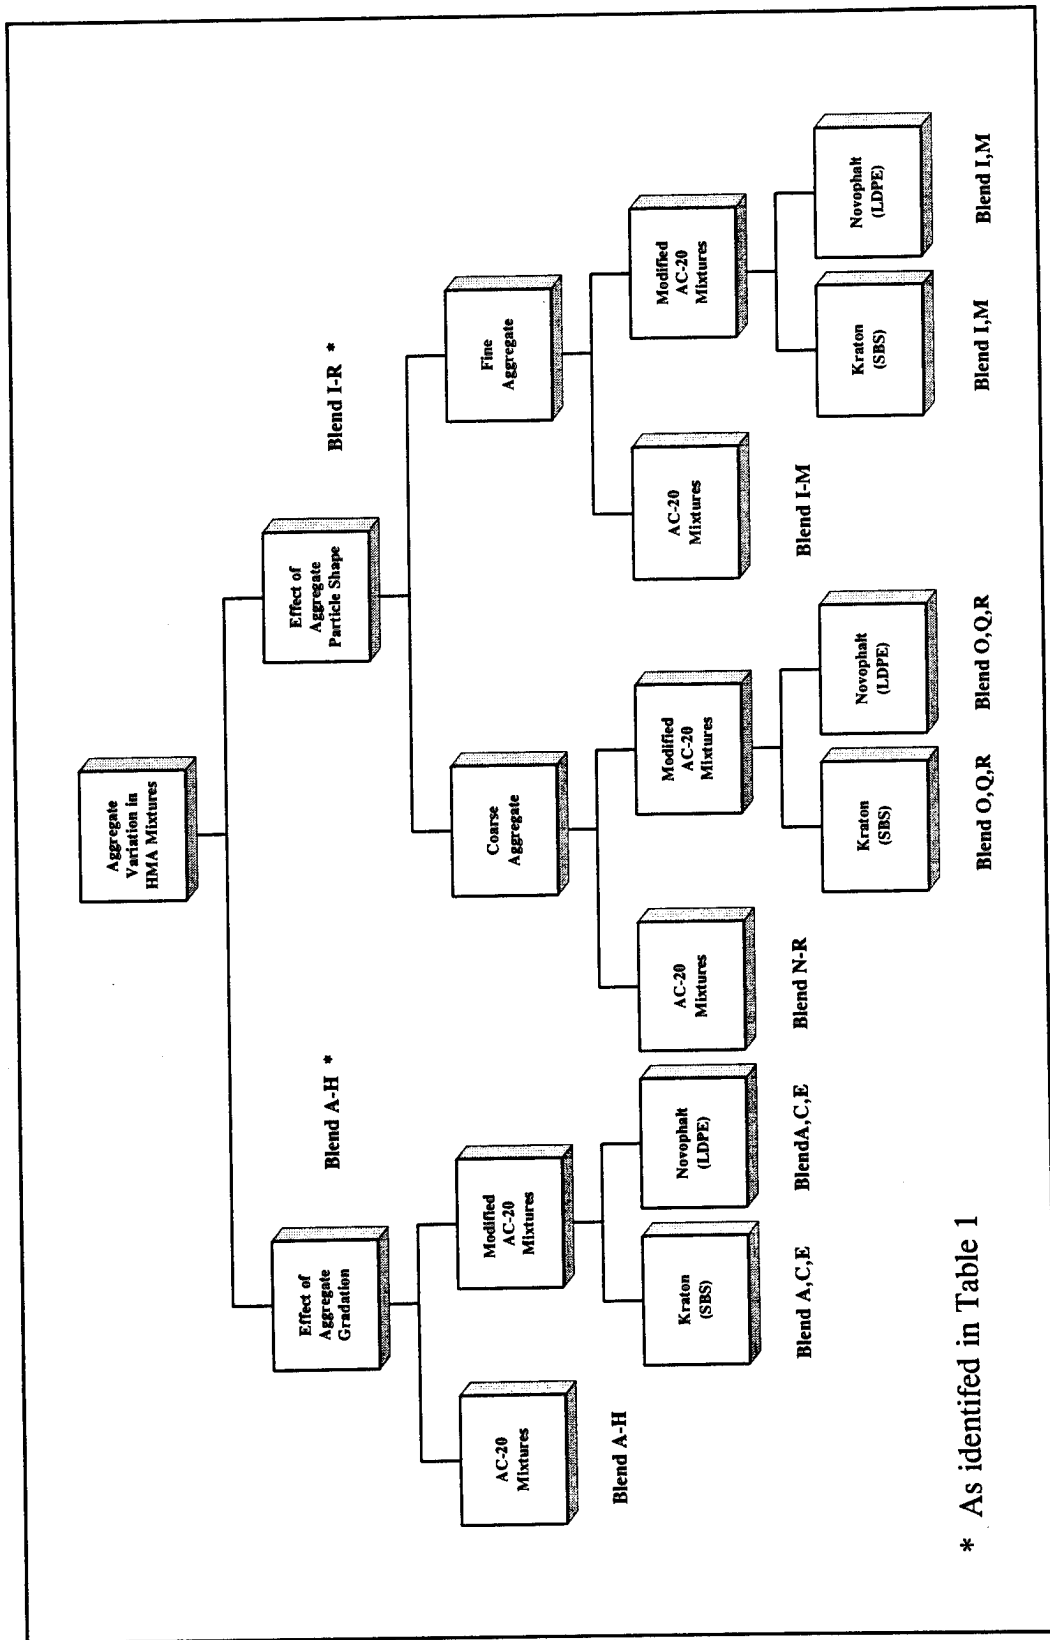 Aggregate
Variation in
HMA Mixtures
Blend A-H *
Blend I-R *
Effect of
Aggregate
Gradation
Effect of
Aggregate
Particle Shape
AC-20
Mixtures
Modified
AC-20
Mixtures
Coarse
Aggregate
Fine
Aggregate
Blend A-H
Kraton
(SBS)
Novophalt
(LDPE)
AC-20
Mixtures
Modified
AC-20
Mixtures
AC-20
Mixtures
Modified
AC-20
Mixtures
Blend A,C,E
BlendA,C,E
Blend N-R
Blend I-M
Kraton
(SBS)
Novophalt
(LDPE)
Kraton
(SBS)
Novophalt
(LDPE)
Blend O,Q,R
Blend O,Q,R
Blend I,M
Blend I,M
* As identifed in Table 1